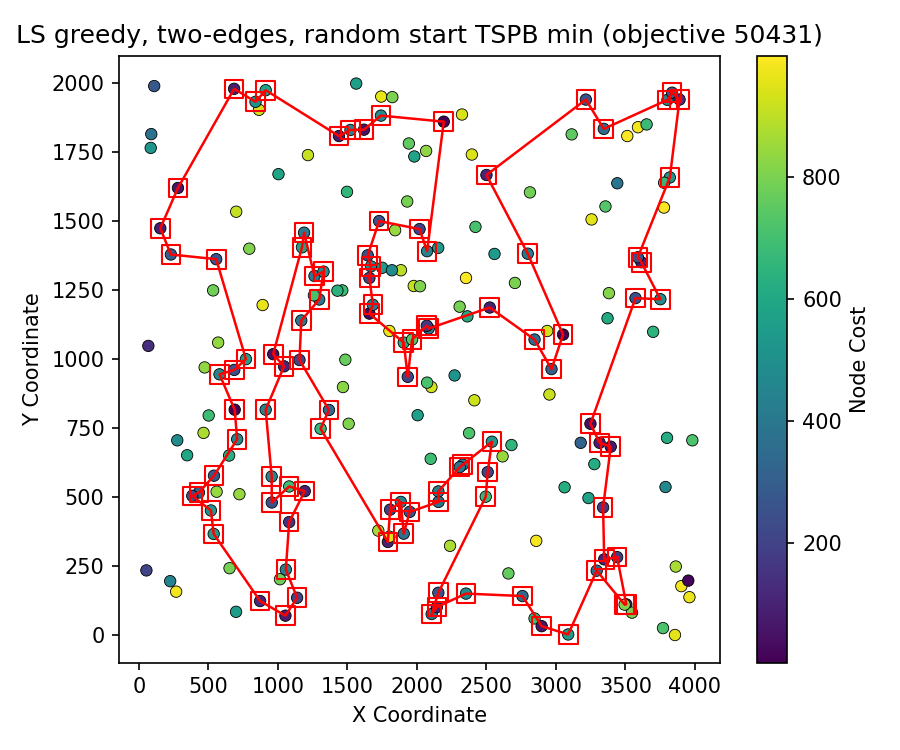 LS greedy, two-edges, random start TSPB min (objective 50431)
2000
1750
1500
1250
1000
750
500
250
0
Y Coordinate
0 500 1000 1500 2000 2500 3000 3500 4000
X Coordinate
800
600
400
200
Node Cost